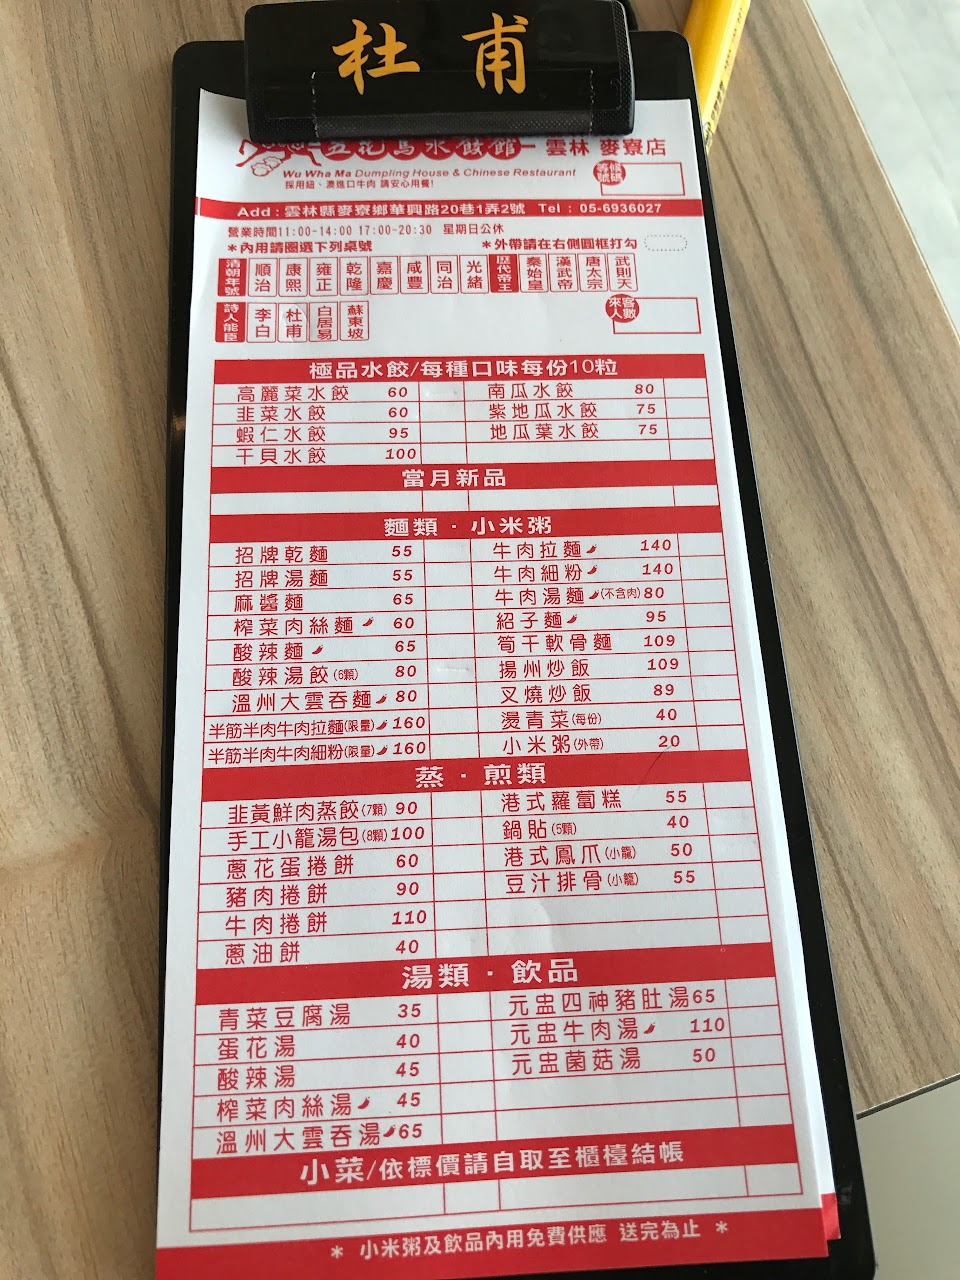 杜甫
五花馬水餃館 雲林 麥寮店
Wu Wha Ma Dumpling House & Chinese Restaurant
採用紐、澳進口牛肉 請安心用餐!
等候號碼
Add：雲林縣麥寮鄉華興路20巷1弄2號 Tel：05-6936027
營業時間11:00-14:00 17:00-20:30 星期日公休
＊內用請圈選下列桌號 ＊外帶請在右側圓框打勾
清朝年號 順治 康熙 雍正 乾隆 嘉慶 咸豐 同治 光緒 歷代帝王 秦始皇 漢武帝 唐太宗 武則天
詩人能臣 李白 杜甫 白居易 蘇東坡 來客人數
極品水餃/每種口味每份10粒
高麗菜水餃 60 南瓜水餃 80
韭菜水餃 60 紫地瓜水餃 75
蝦仁水餃 95 地瓜葉水餃 75
干貝水餃 100
當月新品
麵類．小米粥
招牌乾麵 55 牛肉拉麵 140
招牌湯麵 55 牛肉細粉 140
麻醬麵 65 牛肉湯麵(不含肉) 80
榨菜肉絲麵 60 紹子麵 95
酸辣麵 65 筍干軟骨麵 109
酸辣湯餃(6顆) 80 揚州炒飯 109
溫州大雲吞麵 80 叉燒炒飯 89
半筋半肉牛肉拉麵(限量) 160 燙青菜(每份) 40
半筋半肉牛肉細粉(限量) 160 小米粥(外帶) 20
蒸．煎類
韭黃鮮肉蒸餃(7顆) 90 港式蘿蔔糕 55
手工小籠湯包(8顆) 100 鍋貼(5顆) 40
蔥花蛋捲餅 60 港式鳳爪(小籠) 50
豬肉捲餅 90 豆汁排骨(小籠) 55
牛肉捲餅 110
蔥油餅 40
湯類．飲品
青菜豆腐湯 35 元盅四神豬肚湯 65
蛋花湯 40 元盅牛肉湯 110
酸辣湯 45 元盅菌菇湯 50
榨菜肉絲湯 45
溫州大雲吞湯 65
小菜/依標價請自取至櫃檯結帳
＊ 小米粥及飲品內用免費供應 送完為止 ＊